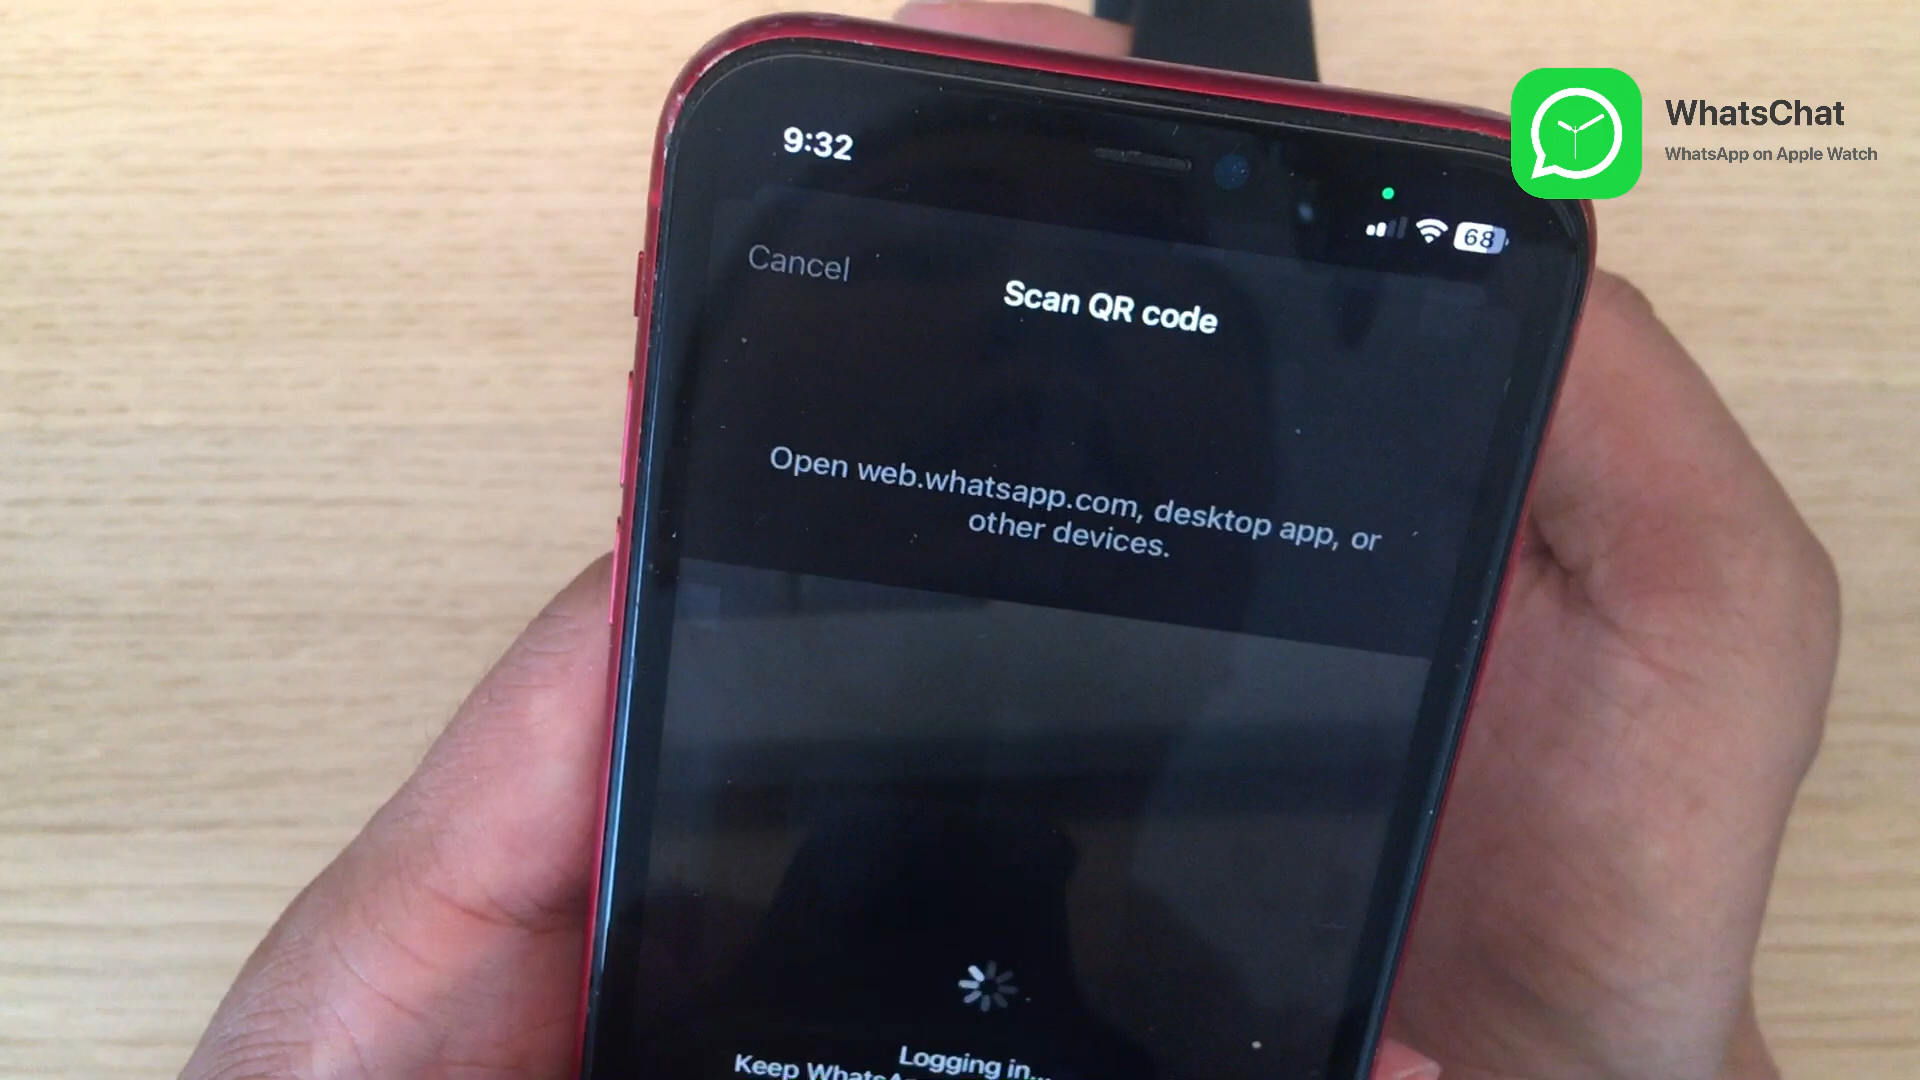 WhatsChat
WhatsApp on Apple Watch
9:32
68
Cancel
Scan QR code
Open web.whatsapp.com, desktop app, or
other devices.
Logging in...
Keep